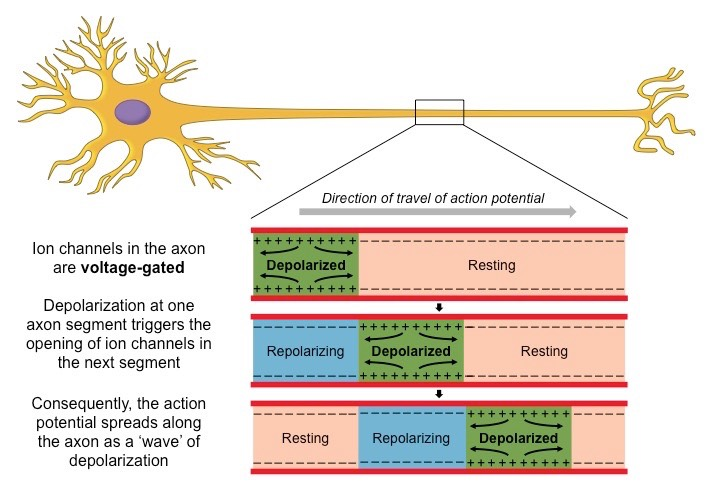 Direction of travel of action potential
Ion channels in the axon
are voltage-gated
+ + + + + + + + + +
Depolarized
Resting
+ + + + + + + + + +
Depolarization at one
axon segment triggers the
opening of ion channels in
the next segment
+ + + + + + + + + +
Repolarizing
Depolarized
Resting
+ + + + + + + + + +
Consequently, the action
potential spreads along
the axon as a ‘wave’ of
depolarization
+ + + + + + + + + +
Resting
Repolarizing
Depolarized
+ + + + + + + + + +